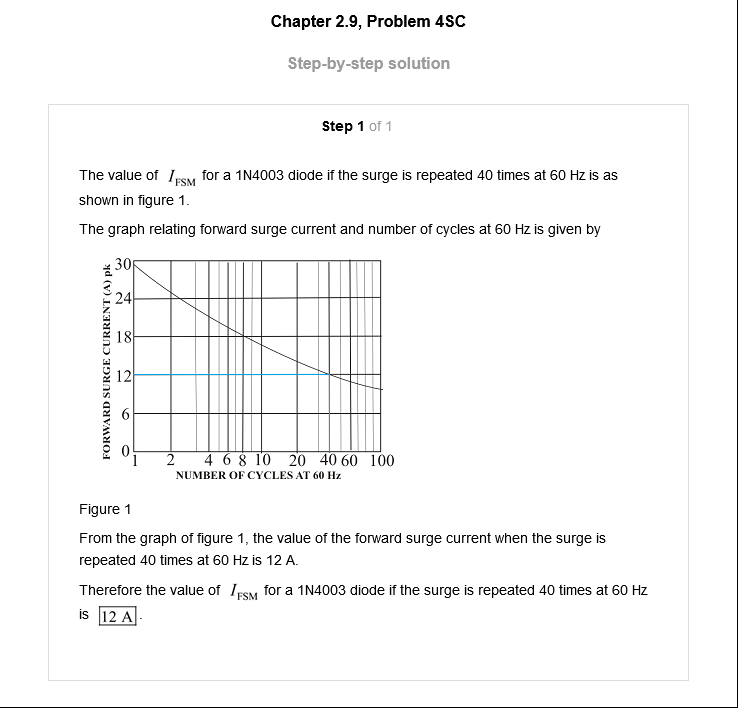 Chapter 2.9, Problem 4SC
Step-by-step solution
Step 1 of 1
The value of I_FSM for a 1N4003 diode if the surge is repeated 40 times at 60 Hz is as
shown in figure 1.
The graph relating forward surge current and number of cycles at 60 Hz is given by
FORWARD SURGE CURRENT (A) pk
30
24
18
12
6
0
1 2 4 6 8 10 20 40 60 100
NUMBER OF CYCLES AT 60 Hz
Figure 1
From the graph of figure 1, the value of the forward surge current when the surge is
repeated 40 times at 60 Hz is 12 A.
Therefore the value of I_FSM for a 1N4003 diode if the surge is repeated 40 times at 60 Hz
is 12 A.